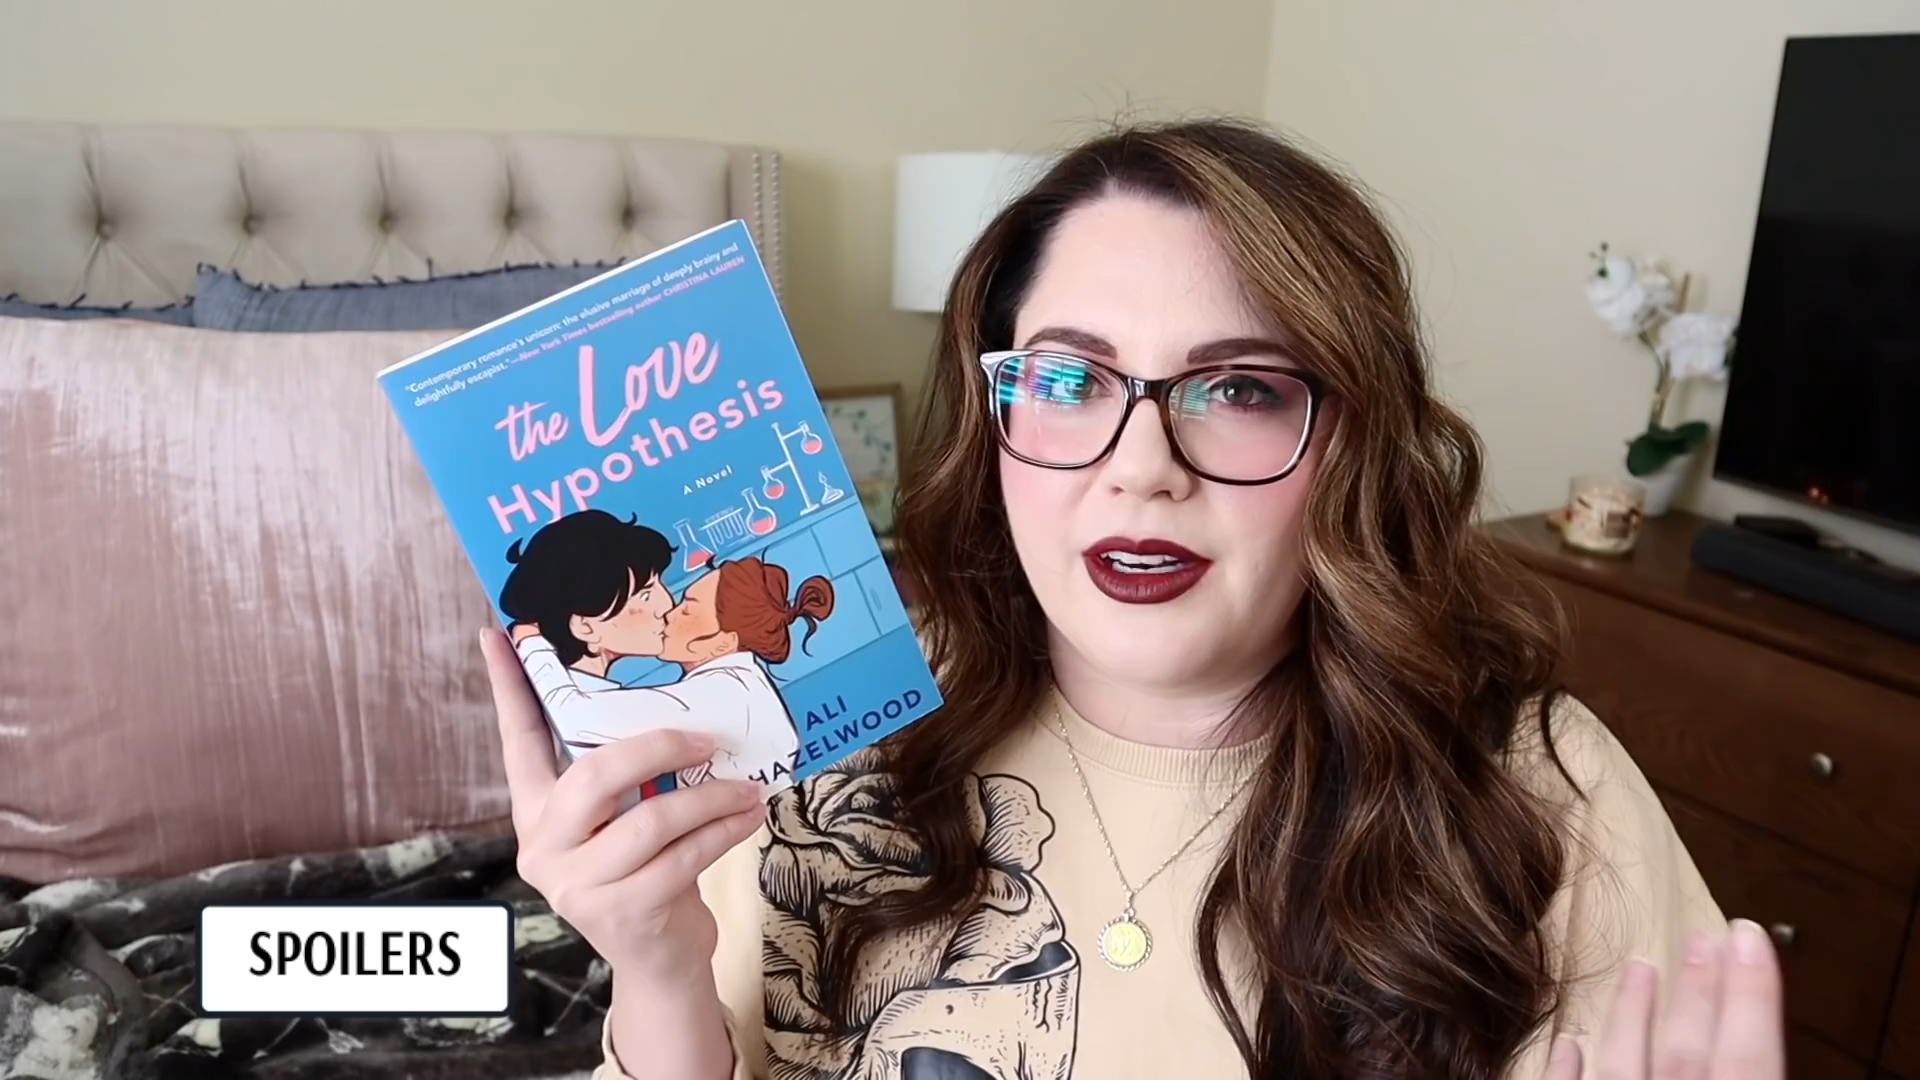 "Contemporary romance's unicorn: the elusive marriage of deeply brainy and
delightfully escapist."—New York Times bestselling author CHRISTINA LAUREN
the Love
Hypothesis
A Novel
ALI
HAZELWOOD
SPOILERS